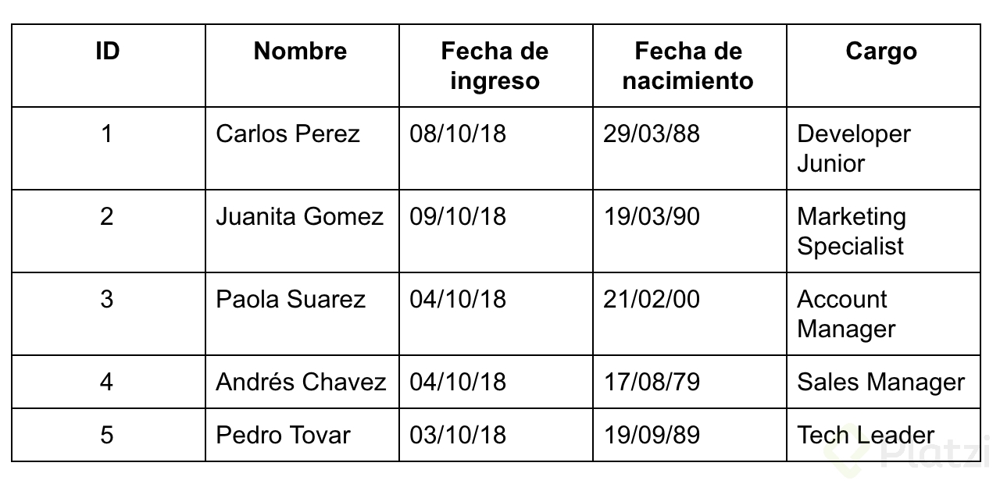 ID Nombre Fecha de ingreso Fecha de nacimiento Cargo
1 Carlos Perez 08/10/18 29/03/88 Developer Junior
2 Juanita Gomez 09/10/18 19/03/90 Marketing Specialist
3 Paola Suarez 04/10/18 21/02/00 Account Manager
4 Andrés Chavez 04/10/18 17/08/79 Sales Manager
5 Pedro Tovar 03/10/18 19/09/89 Tech Leader
Platzi